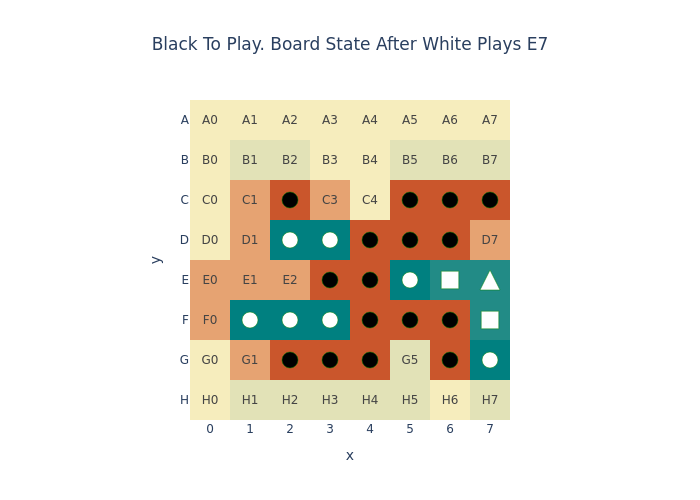 Black To Play. Board State After White Plays E7
A A0 A1 A2 A3 A4 A5 A6 A7
B B0 B1 B2 B3 B4 B5 B6 B7
C C0 C1 C3 C4
D D0 D1 D7
y
E E0 E1 E2
F F0
G G0 G1 G5
H H0 H1 H2 H3 H4 H5 H6 H7
0 1 2 3 4 5 6 7
x